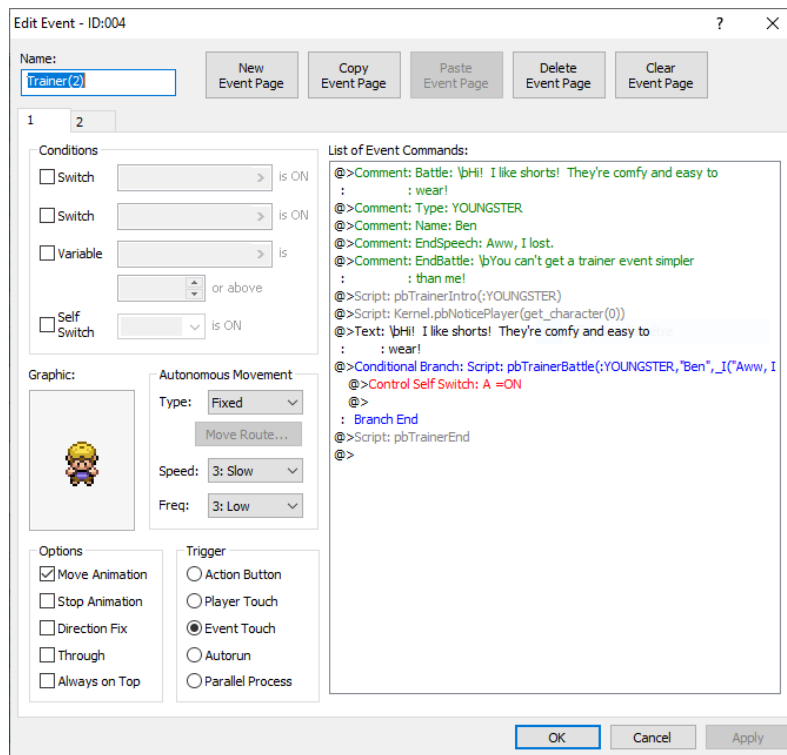 Edit Event - ID:004
?
Name:
Trainer(2)
New
Event Page
Copy
Event Page
Paste
Event Page
Delete
Event Page
Clear
Event Page
1
2
Conditions
Switch
is ON
Switch
is ON
Variable
is
or above
Self
Switch
is ON
Graphic:
Autonomous Movement
Type:
Fixed
Move Route...
Speed:
3: Slow
Freq:
3: Low
Options
Move Animation
Stop Animation
Direction Fix
Through
Always on Top
Trigger
Action Button
Player Touch
Event Touch
Autorun
Parallel Process
List of Event Commands:
@>Comment: Battle: \bHi! I like shorts! They're comfy and easy to
: : wear!
@>Comment: Type: YOUNGSTER
@>Comment: Name: Ben
@>Comment: EndSpeech: Aww, I lost.
@>Comment: EndBattle: \bYou can't get a trainer event simpler
: : than me!
@>Script: pbTrainerIntro(:YOUNGSTER)
@>Script: Kernel.pbNoticePlayer(get_character(0))
@>Text: \bHi! I like shorts! They're comfy and easy to
: : wear!
@>Conditional Branch: Script: pbTrainerBattle(:YOUNGSTER,"Ben",_I("Aww, I
@>Control Self Switch: A =ON
@>
: Branch End
@>Script: pbTrainerEnd
@>
OK
Cancel
Apply